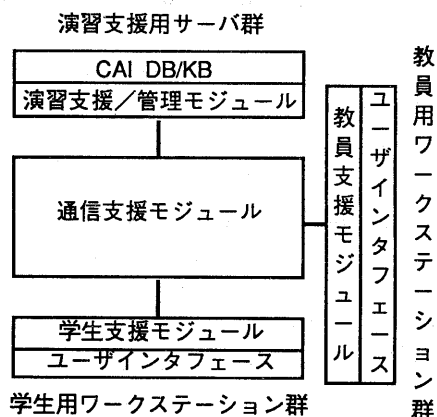 演習支援用サーバ群
CAI DB/KB
演習支援／管理モジュール
通信支援モジュール
学生支援モジュール
ユーザインタフェース
学生用ワークステーション群
教員支援モジュール
ユーザインタフェース
教員用ワークステーション群